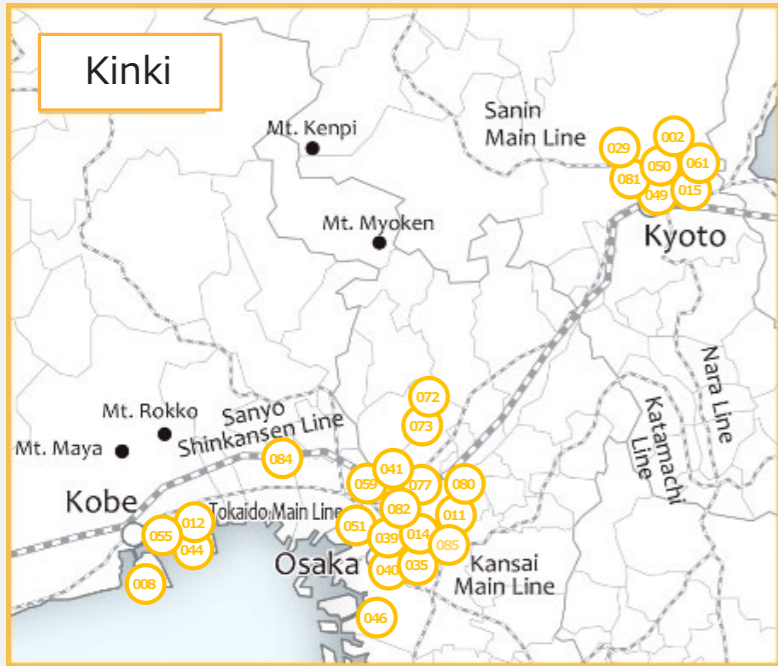 Kinki
Mt. Kenpi
Sanin
Main Line
029
002
050
061
081
049
015
Kyoto
Mt. Myoken
Nara Line
Katamachi
Line
072
073
Mt. Rokko
Mt. Maya
Sanyo
Shinkansen Line
084
041
059
077
080
082
Kobe
Tokaido Main Line
012
055
044
051
011
039
014
085
Osaka
Kansai
Main Line
040
035
008
046